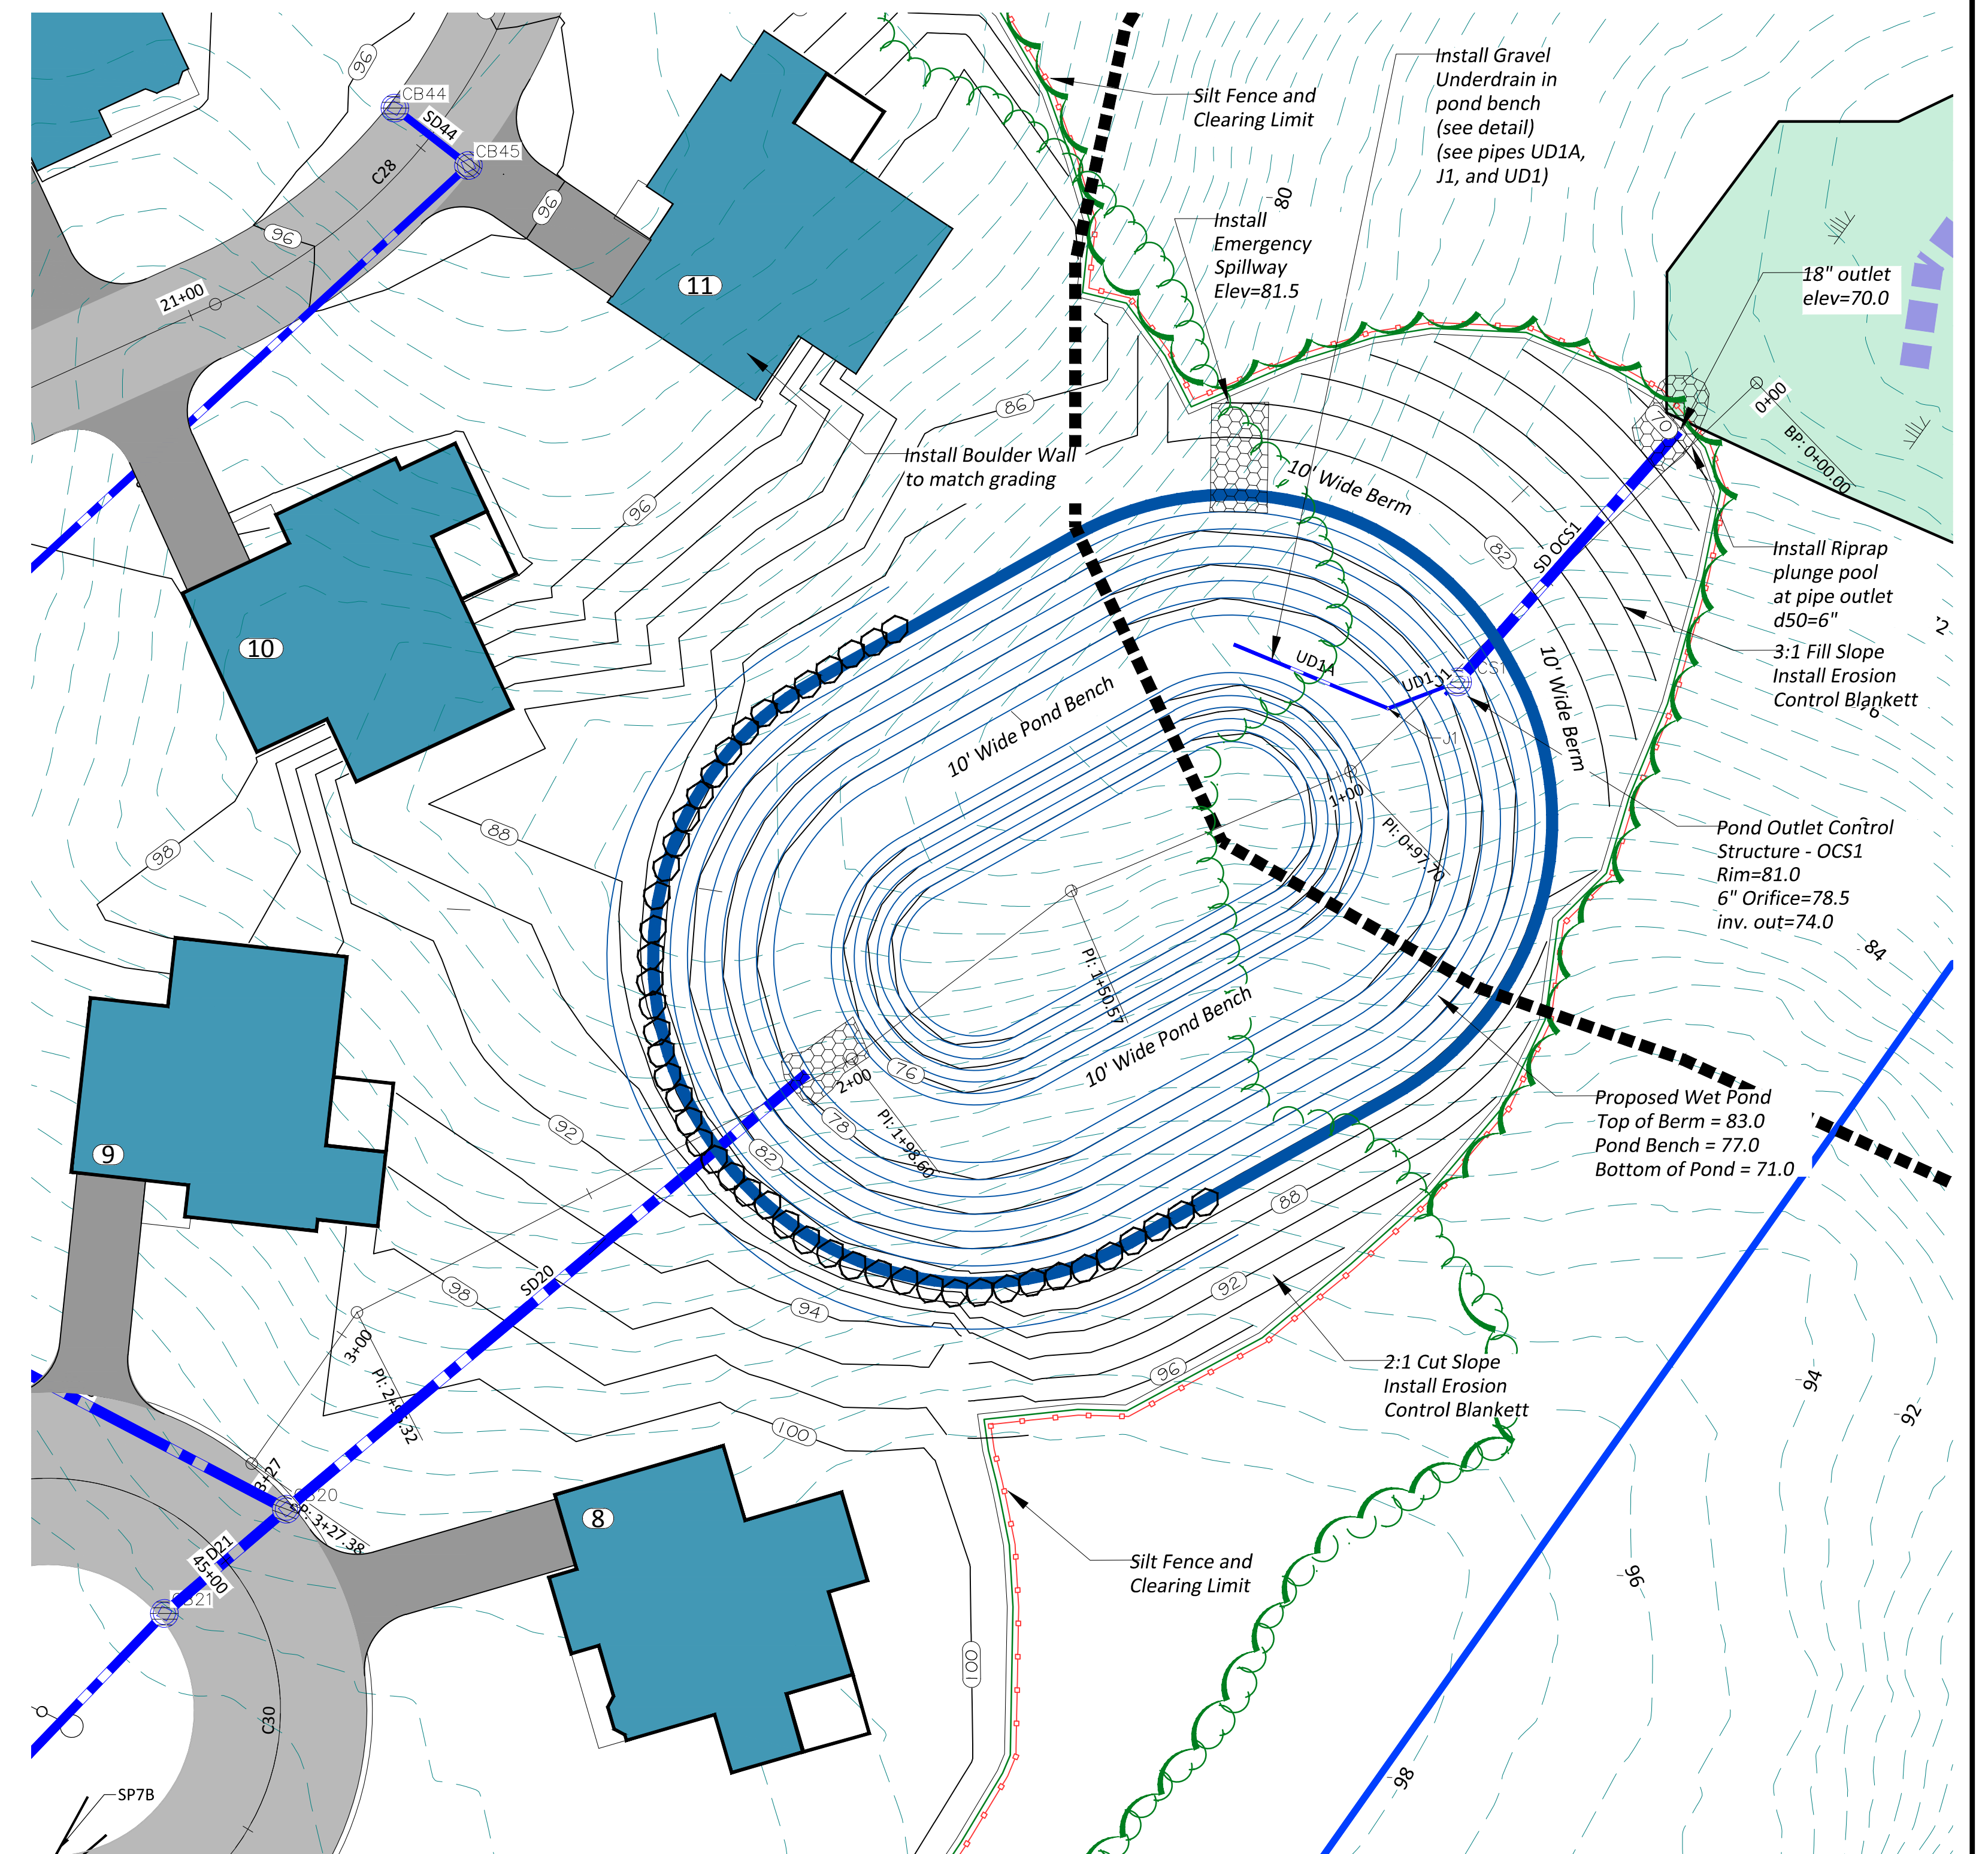 96
CB44
SD44
CB45
C28
96
96
21+00
11
Silt Fence and
Clearing Limit
Install Gravel
Underdrain in
pond bench
(see detail)
(see pipes UD1A,
J1, and UD1)
80
Install
Emergency
Spillway
Elev=81.5
18" outlet
elev=70.0
0+00
BP: 0+00.00
86
Install Boulder Wall
to match grading
96
10' Wide Berm
82
SD OCS1
10' Wide Berm
Install Riprap
plunge pool
at pipe outlet
d50=6"
3:1 Fill Slope
Install Erosion
Control Blankett
10
UD1A
UD1
J1
10' Wide Pond Bench
1+00
PI: 0+97.70
Pond Outlet Control
Structure - OCS1
Rim=81.0
6" Orifice=78.5
inv. out=74.0
84
88
98
PI: 1+50.57
10' Wide Pond Bench
76
2+00
78
PI: 1+98.60
82
92
9
Proposed Wet Pond
Top of Berm = 83.0
Pond Bench = 77.0
Bottom of Pond = 71.0
88
92
94
98
SD20
3+00
96
2:1 Cut Slope
Install Erosion
Control Blankett
94
92
100
3+27
3+27.38
8
45+00
Silt Fence and
Clearing Limit
96
100
C30
98
SP7B